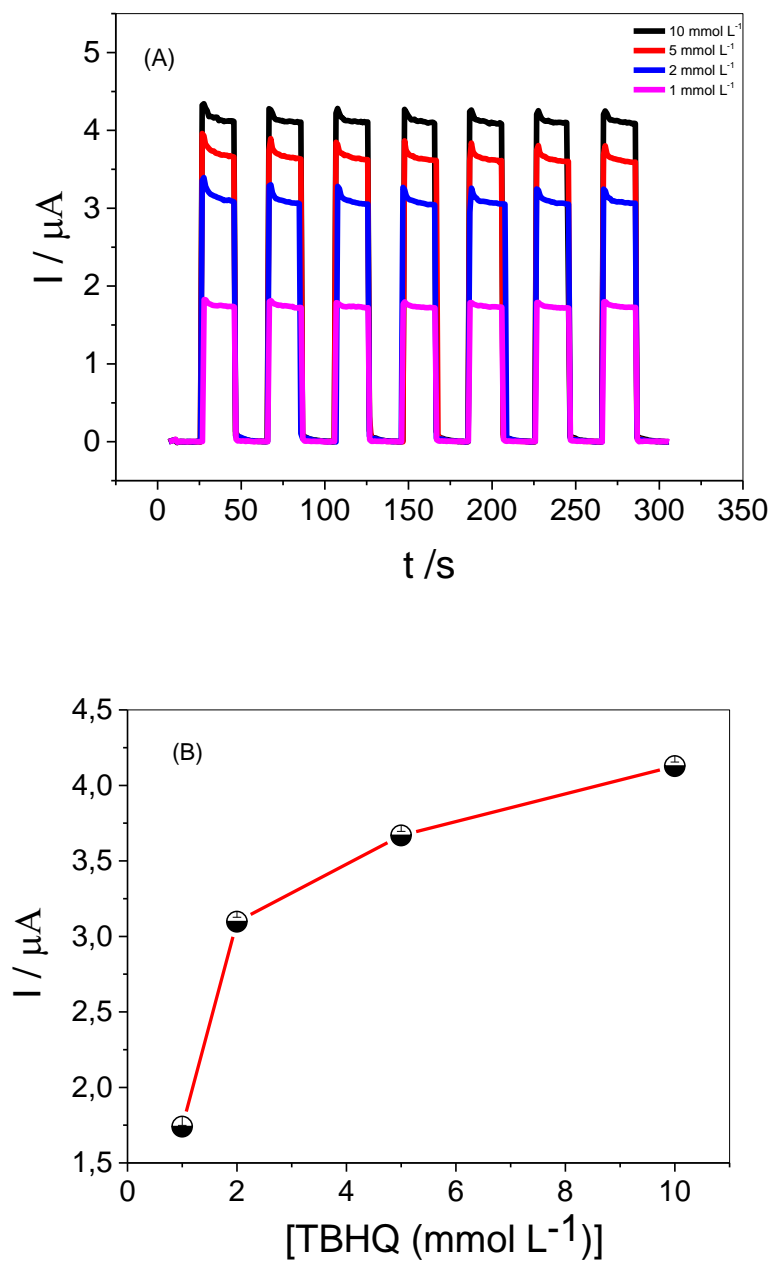 (A)
10 mmol L⁻¹
5 mmol L⁻¹
2 mmol L⁻¹
1 mmol L⁻¹
5
4
3
2
1
0
I / µA
0 50 100 150 200 250 300 350
t /s
(B)
4,5
4,0
3,5
3,0
2,5
2,0
1,5
I / µA
0 2 4 6 8 10
[TBHQ (mmol L⁻¹)]